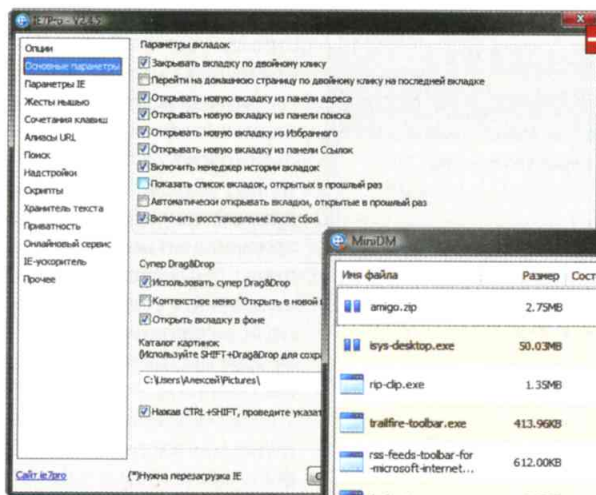 IE7Pro - V2.4.5
Опции
Основные параметры
Параметры IE
Жесты мышью
Сочетания клавиш
Алиасы URL
Поиск
Надстройки
Скрипты
Хранитель текста
Приватность
Онлайновый сервис
IE-ускоритель
Прочее
Сайт ie7pro
Параметры вкладок
Закрывать вкладку по двойному клику
Перейти на домашнюю страницу по двойному клику на последней вкладке
Открывать новую вкладку из панели адреса
Открывать новую вкладку из панели поиска
Открывать новую вкладку из Избранного
Открывать новую вкладку из панели Ссылок
Включить менеджер истории вкладок
Показать список вкладок, открытых в прошлый раз
Автоматически открывать вкладки, открытые в прошлый раз
Включить восстановление после сбоя
Супер Drag&Drop
Использовать супер Drag&Drop
Контекстное меню "Открыть в новой
Открыть вкладку в фоне
Каталог картинок:
(Используйте SHIFT+Drag&Drop для сохра
C:\Users\Алексей\Pictures\
Нажав CTRL+SHIFT, проведите указат
(*)Нужна перезагрузка IE
MiniDM
Имя файла Размер Сост
amigo.zip 2.75MB
isys-desktop.exe 50.03MB
rip-clip.exe 1.35MB
trailfire-toolbar.exe 413.96KB
rss-feeds-toolbar-for
-microsoft-internet... 612.00KB